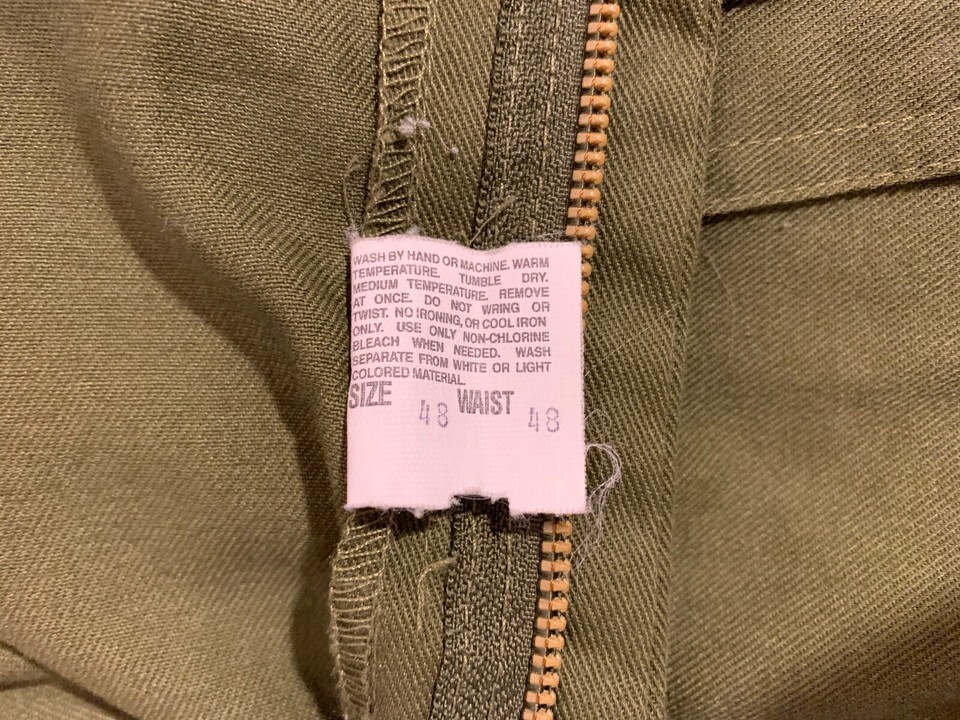 WASH BY HAND OR MACHINE. WARM
TEMPERATURE. TUMBLE DRY.
MEDIUM TEMPERATURE. REMOVE
AT ONCE. DO NOT WRING OR
TWIST. NO IRONING, OR COOL IRON
ONLY. USE ONLY NON-CHLORINE
BLEACH WHEN NEEDED. WASH
SEPARATE FROM WHITE OR LIGHT
COLORED MATERIAL.
SIZE 48 WAIST 48